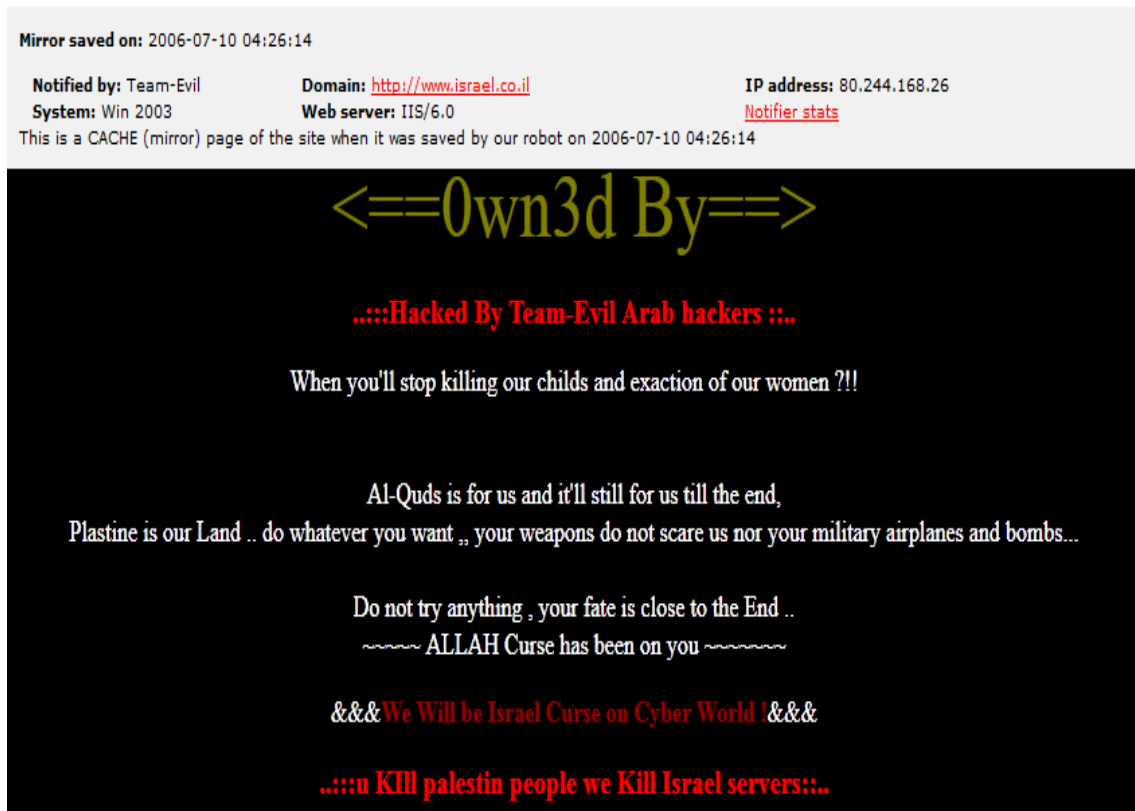 Mirror saved on: 2006-07-10 04:26:14
Notified by: Team-Evil Domain: http://www.israel.co.il IP address: 80.244.168.26
System: Win 2003 Web server: IIS/6.0 Notifier stats
This is a CACHE (mirror) page of the site when it was saved by our robot on 2006-07-10 04:26:14
<==0wn3d By==>
..:::Hacked By Team-Evil Arab hackers ::..
When you'll stop killing our childs and exaction of our women ?!!
Al-Quds is for us and it'll still for us till the end,
Plastine is our Land .. do whatever you want ,, your weapons do not scare us nor your military airplanes and bombs...
Do not try anything , your fate is close to the End ..
~~~~~ ALLAH Curse has been on you ~~~~~~~
&&&We Will be Israel Curse on Cyber World !&&&
..:::u KIll palestin people we Kill Israel servers::..